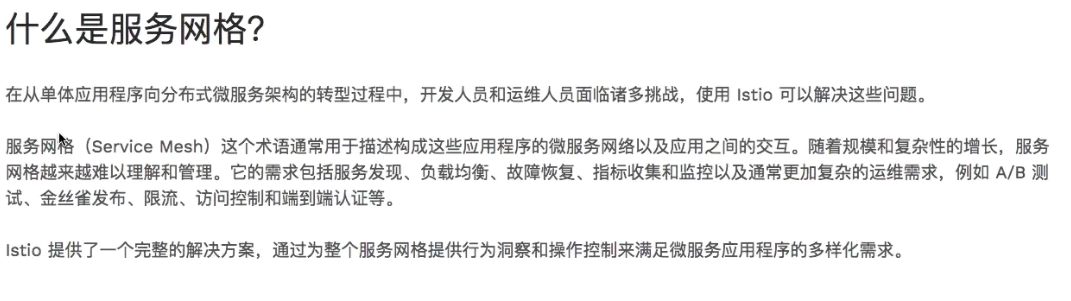 什么是服务网格？
在从单体应用程序向分布式微服务架构的转型过程中，开发人员和运维人员面临诸多挑战，使用 Istio 可以解决这些问题。
服务网格（Service Mesh）这个术语通常用于描述构成这些应用程序的微服务网络以及应用之间的交互。随着规模和复杂性的增长，服务
网格越来越难以理解和管理。它的需求包括服务发现、负载均衡、故障恢复、指标收集和监控以及通常更加复杂的运维需求，例如 A/B 测
试、金丝雀发布、限流、访问控制和端到端认证等。
Istio 提供了一个完整的解决方案，通过为整个服务网格提供行为洞察和操作控制来满足微服务应用程序的多样化需求。